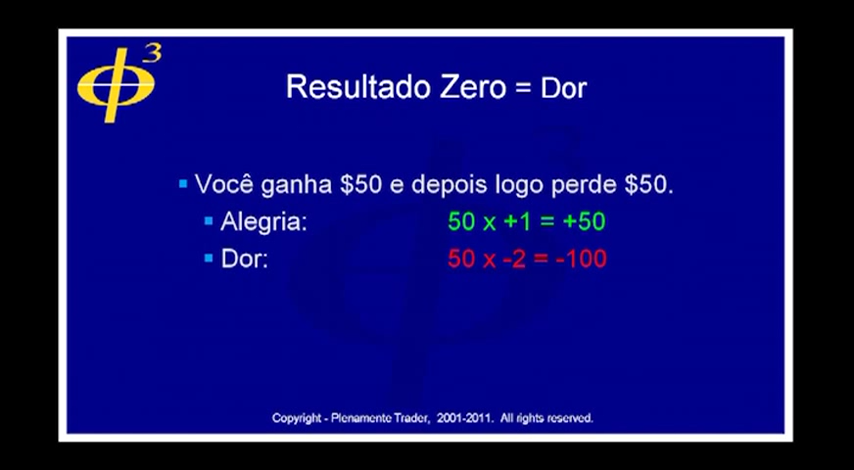 3
Resultado Zero = Dor
Você ganha $50 e depois logo perde $50.
Alegria: 50 x +1 = +50
Dor: 50 x -2 = -100
Copyright - Plenamente Trader, 2001-2011. All rights reserved.